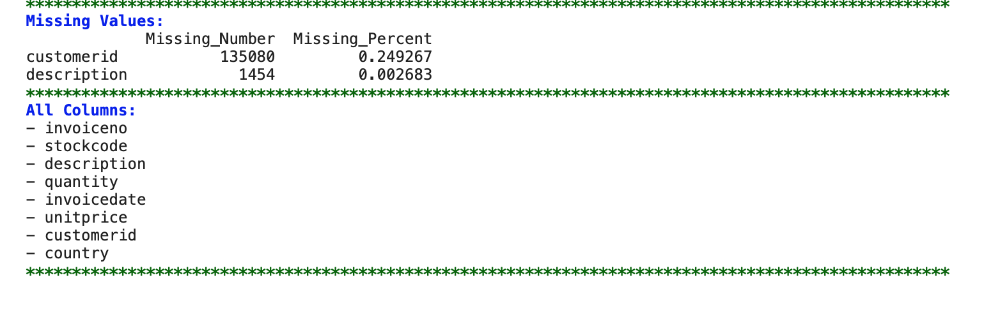 ****************************************************************************************************
Missing Values:
Missing_Number Missing_Percent
customerid 135080 0.249267
description 1454 0.002683
****************************************************************************************************
All Columns:
- invoiceno
- stockcode
- description
- quantity
- invoicedate
- unitprice
- customerid
- country
****************************************************************************************************